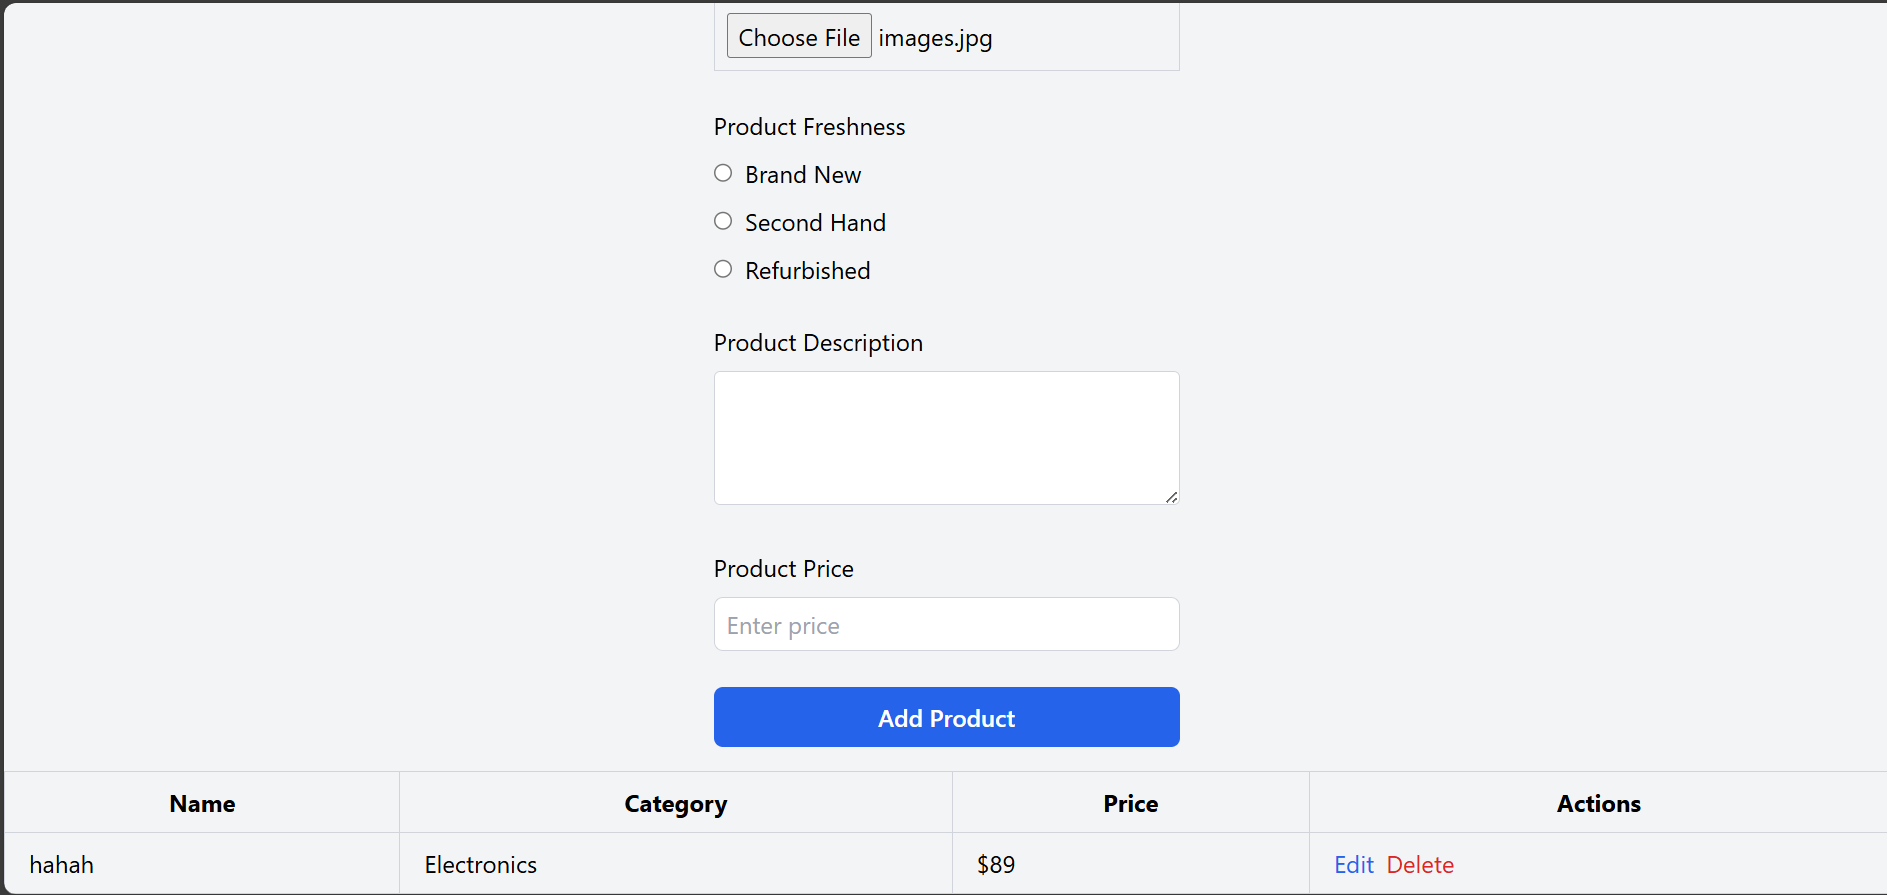 Choose File images.jpg
Product Freshness
Brand New
Second Hand
Refurbished
Product Description
Product Price
Enter price
Add Product
Name Category Price Actions
hahah Electronics $89 Edit Delete